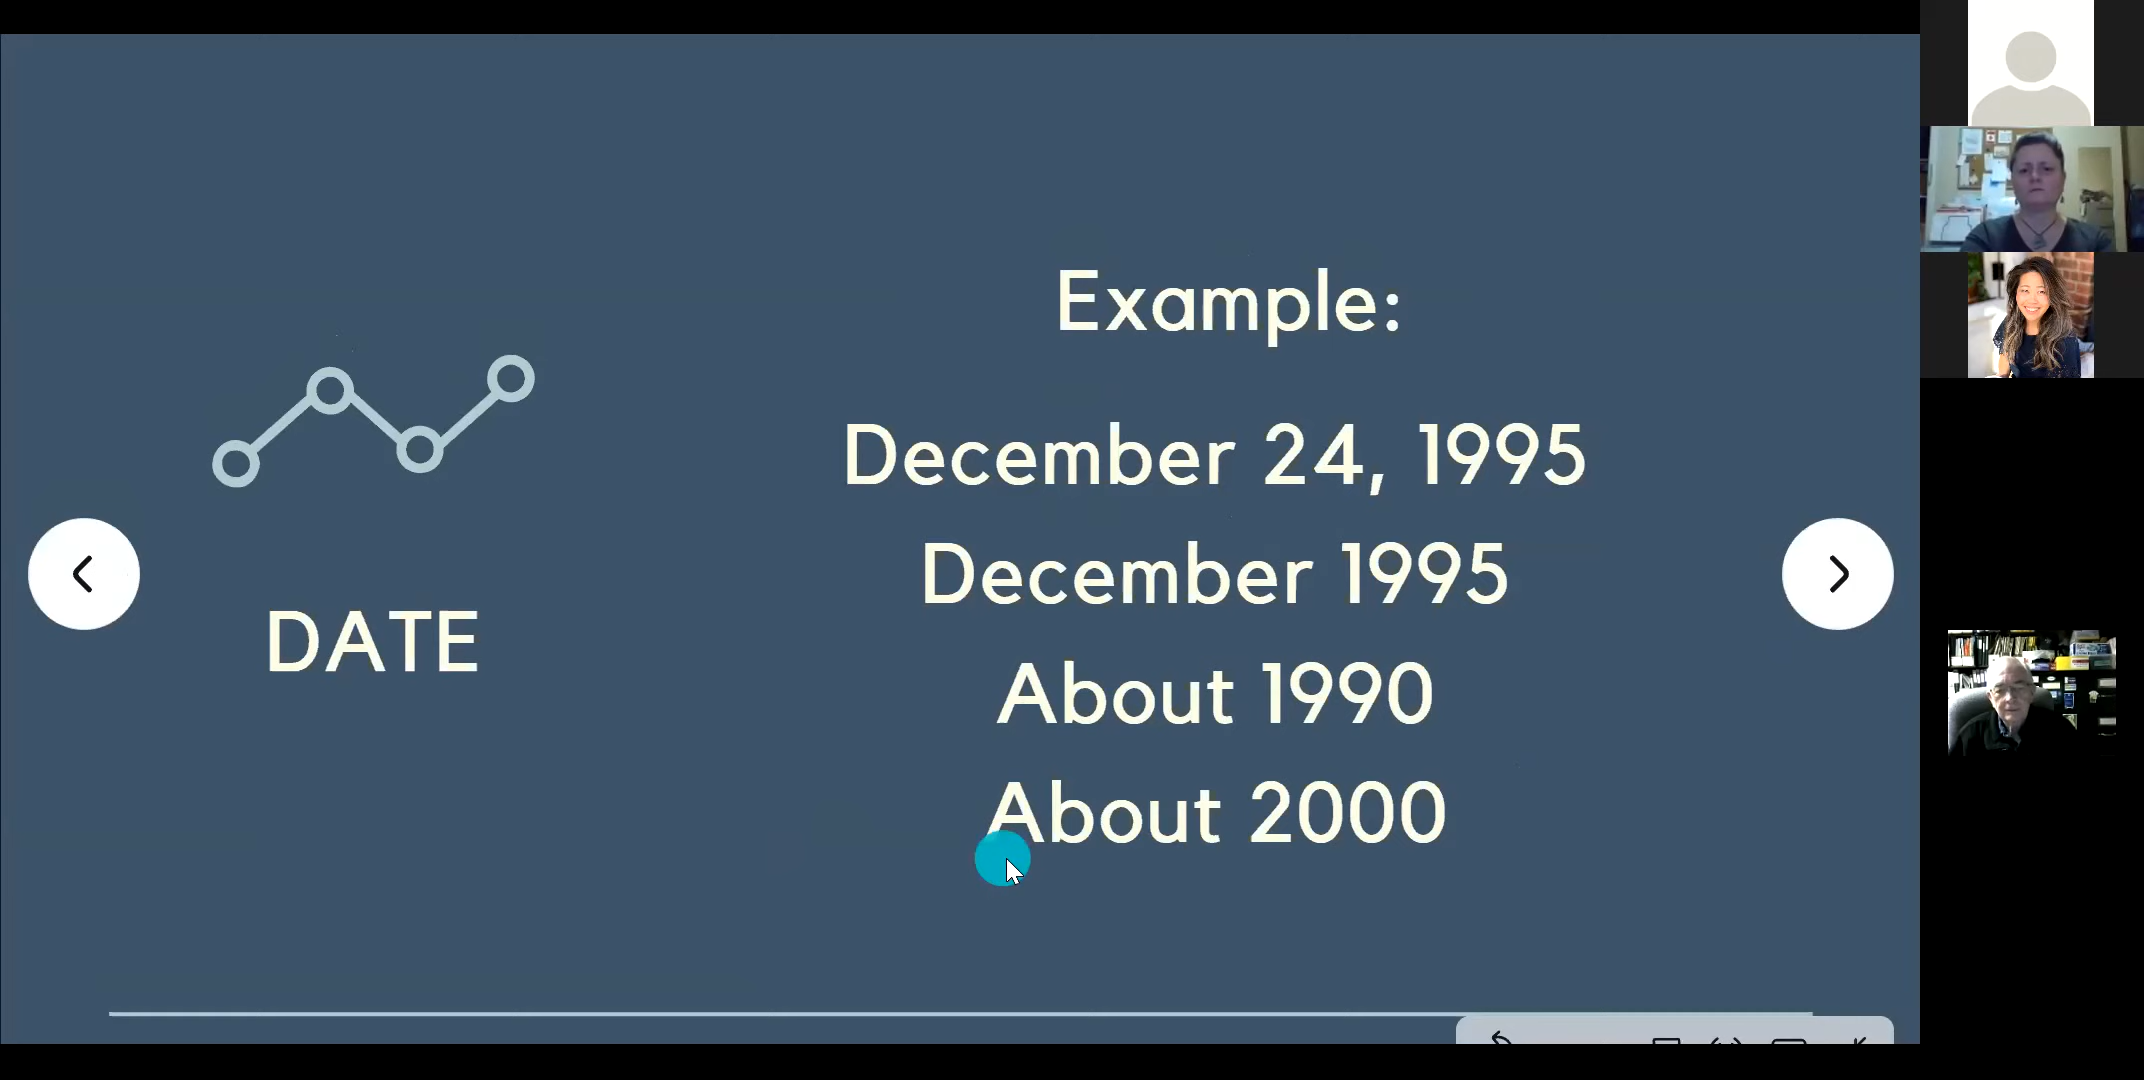 Example:
December 24, 1995
December 1995
About 1990
About 2000
DATE